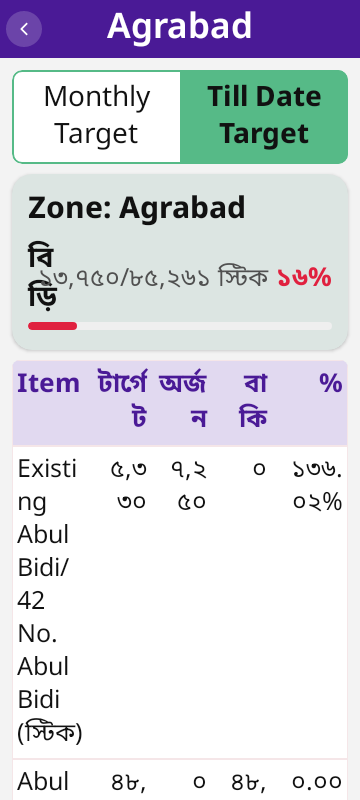 Agrabad
Monthly
Target
Till Date
Target
Zone: Agrabad
বি
ড়ি
১৩,৭৫০/৮৫,২৬১ স্টিক ১৬%
Item টার্গে অর্জ বা %
ট ন কি
Existi ৫,৩ ৭,২ ০ ১৩৬.
ng ৩০ ৫০ ০২%
Abul
Bidi/
42
No.
Abul
Bidi
(স্টিক)
Abul ৪৮, ০ ৪৮, ০.০০